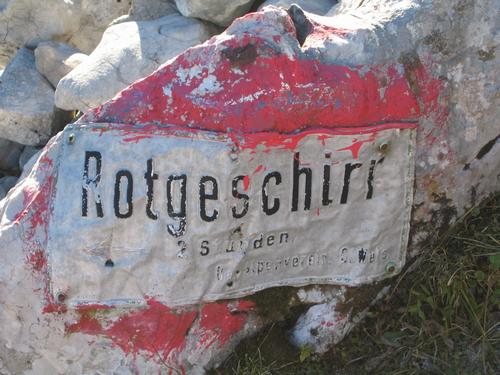 Rotgeschirr
2 Stunden
alpenverein Wels